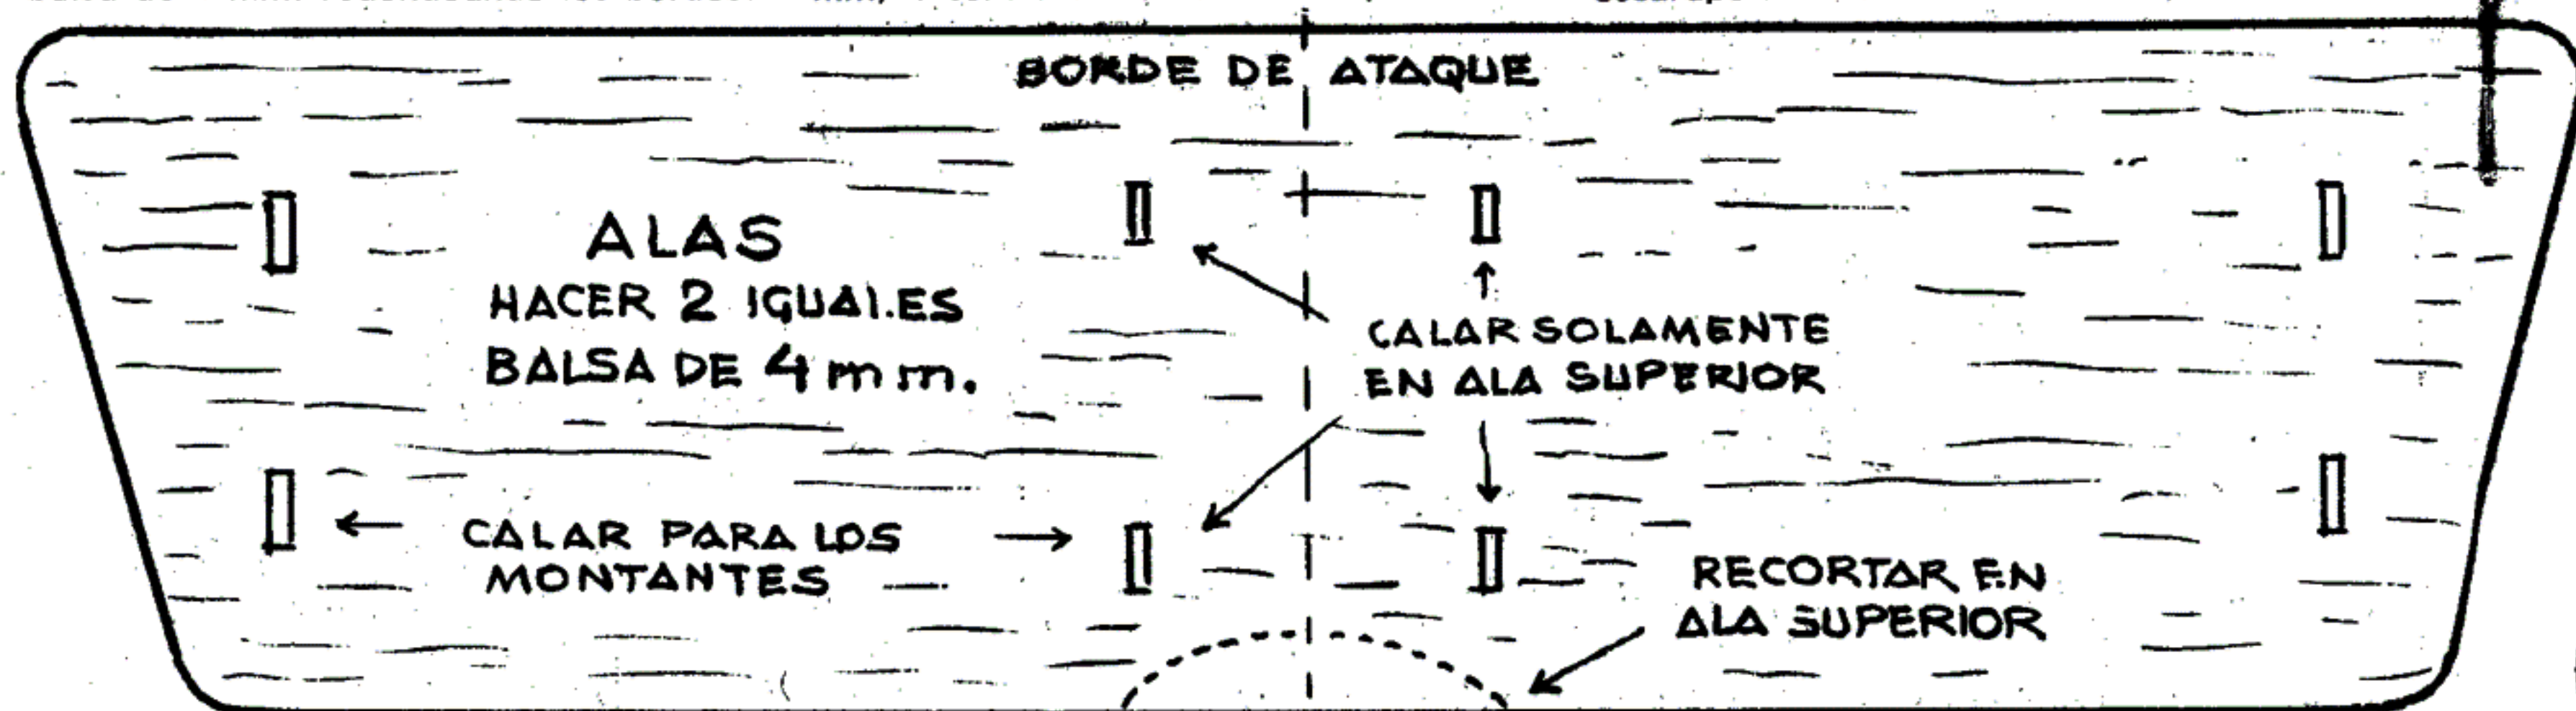 BORDE DE ATAQUE
ALAS
HACER 2 IGUALES
BALSA DE 4 mm.
CALAR SOLAMENTE
EN ALA SUPERIOR
CALAR PARA LOS
MONTANTES
RECORTAR EN
ALA SUPERIOR